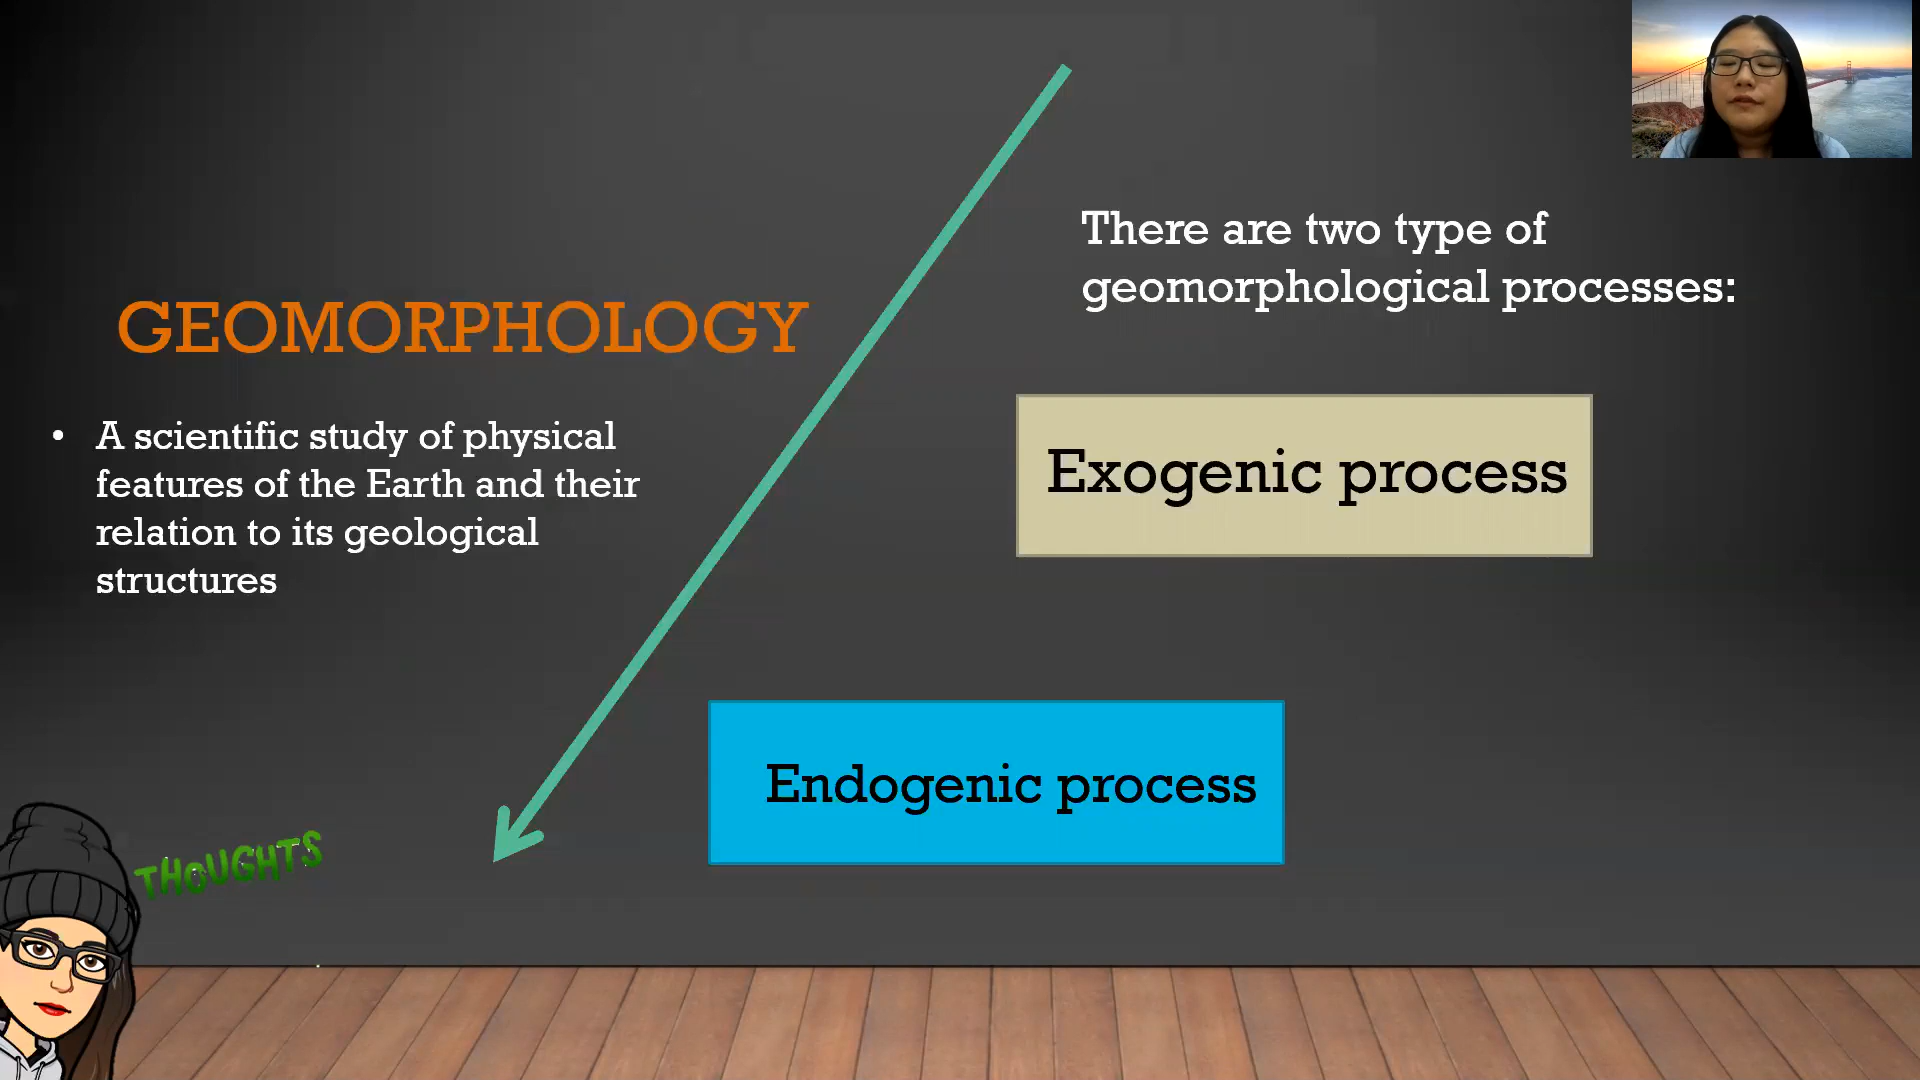 GEOMORPHOLOGY
• A scientific study of physical
features of the Earth and their
relation to its geological
structures
There are two type of
geomorphological processes:
Exogenic process
Endogenic process
THOUGHTS